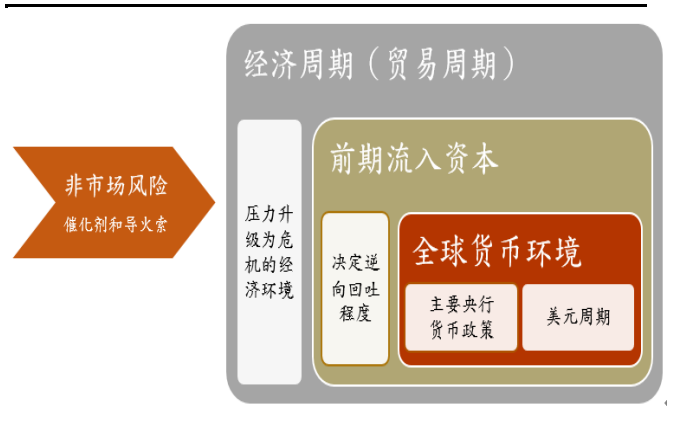 经济周期（贸易周期）
前期流入资本
非市场风险
催化剂和导火索
压力升
级为危
机的经
济环境
决定逆
向回吐
程度
全球货币环境
主要央行
货币政策
美元周期